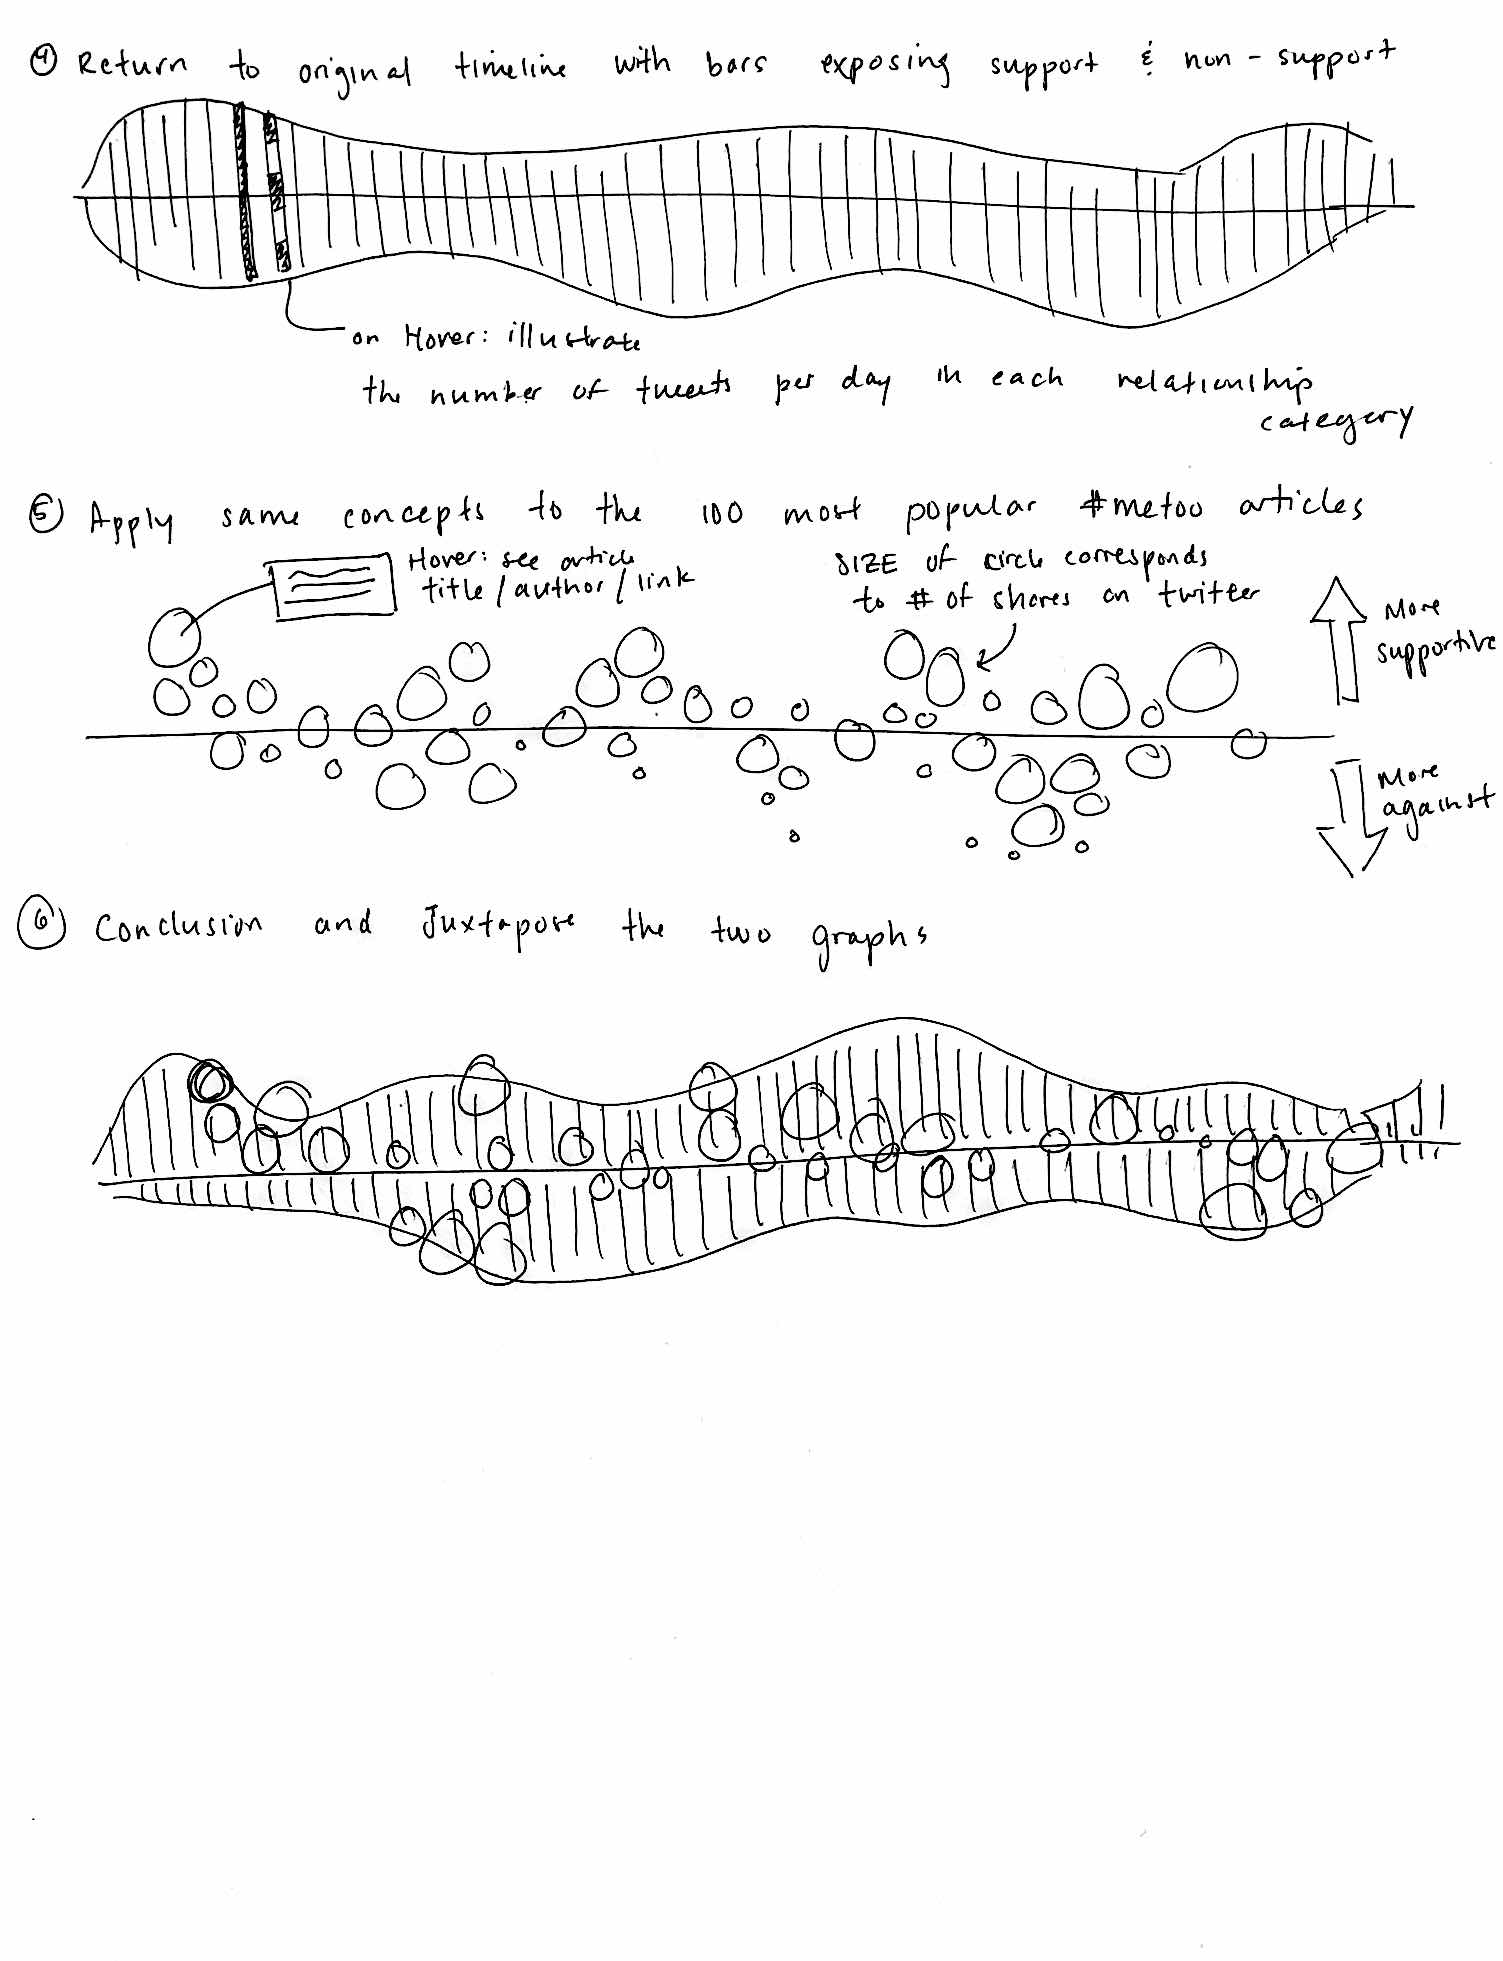 ④ Return to original timeline with bars exposing support & non-support
on Hover: illustrate
the number of tweets per day in each relationship
category
⑤ Apply same concepts to the 100 most popular #metoo articles
Hover: see article
title/author/link
SIZE of circle corresponds
to # of shares on twitter
More
supportive
More
against
⑥ Conclusion and Juxtapose the two graphs